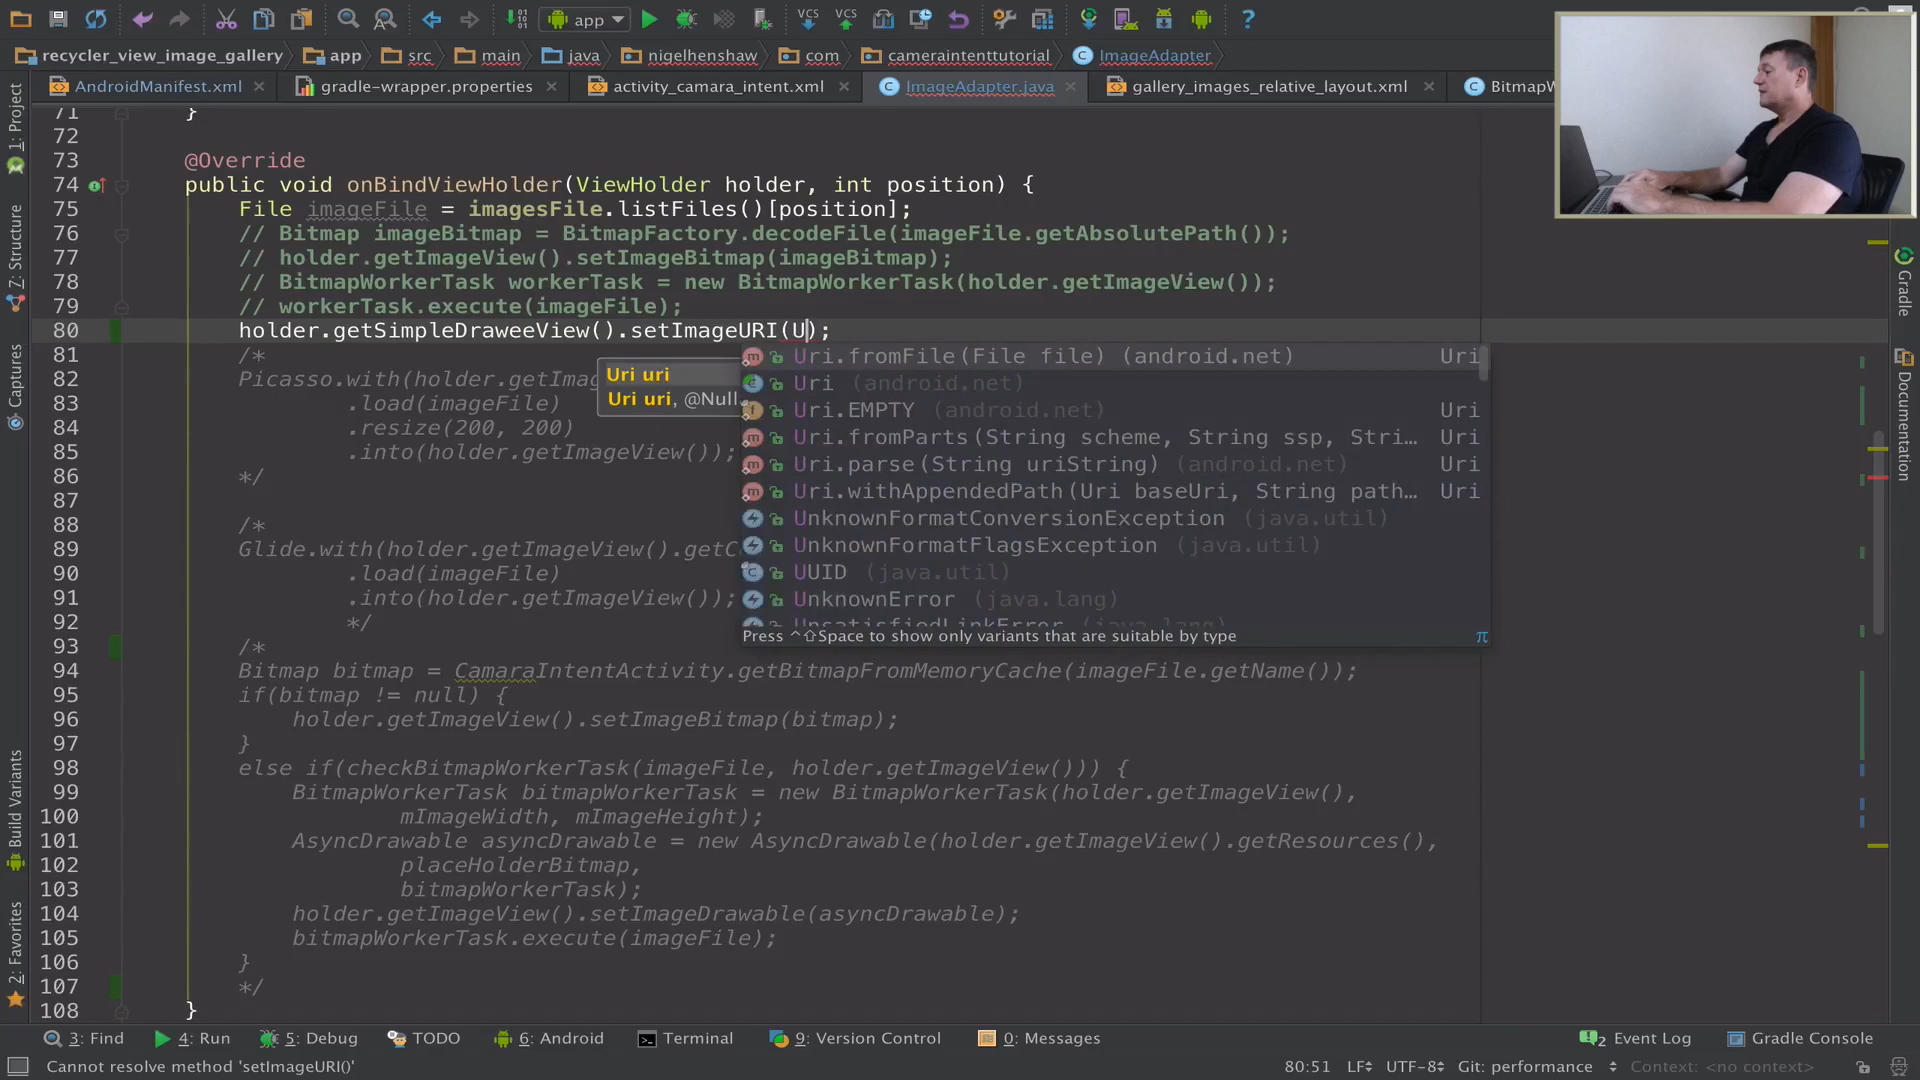 app
recycler_view_image_gallery app src main java nigelhenshaw com cameraintenttutorial ImageAdapter
AndroidManifest.xml gradle-wrapper.properties activity_camara_intent.xml ImageAdapter.java gallery_images_relative_layout.xml BitmapW
1: Project
7: Structure
Captures
Build Variants
2: Favorites
Gradle
Documentation
71 }
72
73 @Override
74 public void onBindViewHolder(ViewHolder holder, int position) {
75 File imageFile = imagesFile.listFiles()[position];
76 // Bitmap imageBitmap = BitmapFactory.decodeFile(imageFile.getAbsolutePath());
77 // holder.getImageView().setImageBitmap(imageBitmap);
78 // BitmapWorkerTask workerTask = new BitmapWorkerTask(holder.getImageView());
79 // workerTask.execute(imageFile);
80 holder.getSimpleDraweeView().setImageURI(U);
81 /*
82 Picasso.with(holder.getImag
83 .load(imageFile)
84 .resize(200, 200)
85 .into(holder.getImageView());
86 */
87
88 /*
89 Glide.with(holder.getImageView().getC
90 .load(imageFile)
91 .into(holder.getImageView());
92 */
93 /*
94 Bitmap bitmap = CamaraIntentActivity.getBitmapFromMemoryCache(imageFile.getName());
95 if(bitmap != null) {
96 holder.getImageView().setImageBitmap(bitmap);
97 }
98 else if(checkBitmapWorkerTask(imageFile, holder.getImageView())) {
99 BitmapWorkerTask bitmapWorkerTask = new BitmapWorkerTask(holder.getImageView(),
100 mImageWidth, mImageHeight);
101 AsyncDrawable asyncDrawable = new AsyncDrawable(holder.getImageView().getResources(),
102 placeHolderBitmap,
103 bitmapWorkerTask);
104 holder.getImageView().setImageDrawable(asyncDrawable);
105 bitmapWorkerTask.execute(imageFile);
106 }
107 */
108 }
Uri uri
Uri uri, @Null
Uri.fromFile(File file) (android.net) Uri
Uri (android.net)
Uri.EMPTY (android.net) Uri
Uri.fromParts(String scheme, String ssp, Stri… Uri
Uri.parse(String uriString) (android.net) Uri
Uri.withAppendedPath(Uri baseUri, String path… Uri
UnknownFormatConversionException (java.util)
UnknownFormatFlagsException (java.util)
UUID (java.util)
UnknownError (java.lang)
UnsatisfiedLinkError (java.lang)
Press ^⇧Space to show only variants that are suitable by type π
3: Find 4: Run 5: Debug TODO 6: Android Terminal 9: Version Control 0: Messages 2 Event Log Gradle Console
Cannot resolve method 'setImageURI()' 80:51 LF UTF-8 Git: performance Context: <no context>